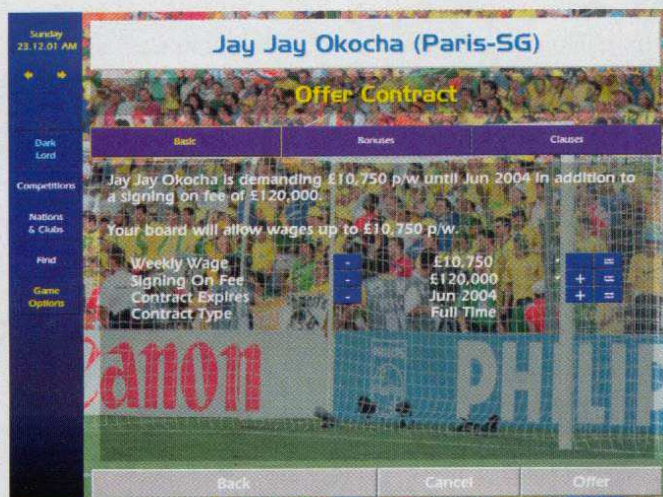 Sunday
23.12.01 AM
Jay Jay Okocha (Paris-SG)
Offer Contract
Dark
Lord
Competitions
Nations
& Clubs
Find
Game
Options
Basic
Bonuses
Clauses
Jay Jay Okocha is demanding £10,750 p/w until Jun 2004 in addition to
a signing on fee of £120,000.
Your board will allow wages up to £10,750 p/w.
Weekly Wage - £10,750 =
Signing On Fee - £120,000 + =
Contract Expires - Jun 2004 + =
Contract Type Full Time
Canon
PHILIP
Back
Cancel
Offer